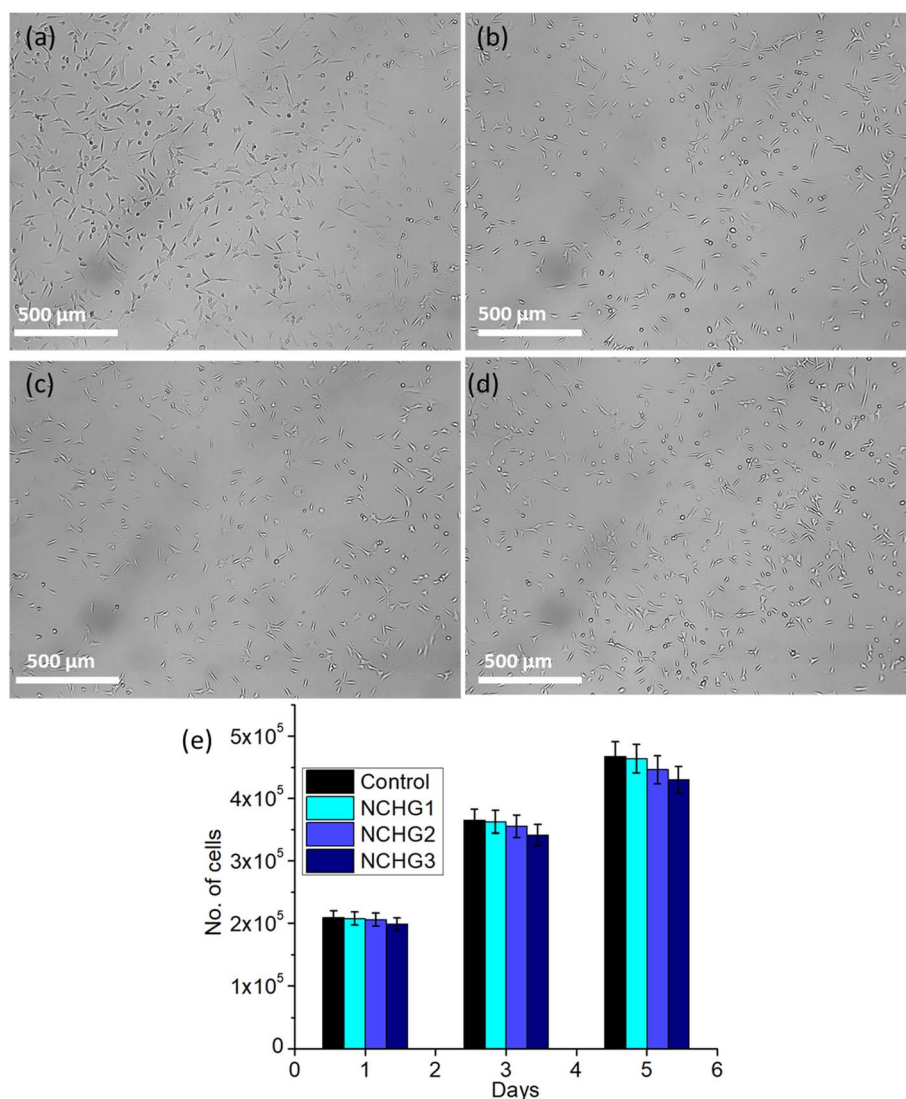 (a)
(b)
500 µm
500 µm
(c)
(d)
500 µm
500 µm
(e)
5x10⁵
4x10⁵
3x10⁵
2x10⁵
1x10⁵
0
No. of cells
Control
NCHG1
NCHG2
NCHG3
0 1 2 3 4 5 6
Days